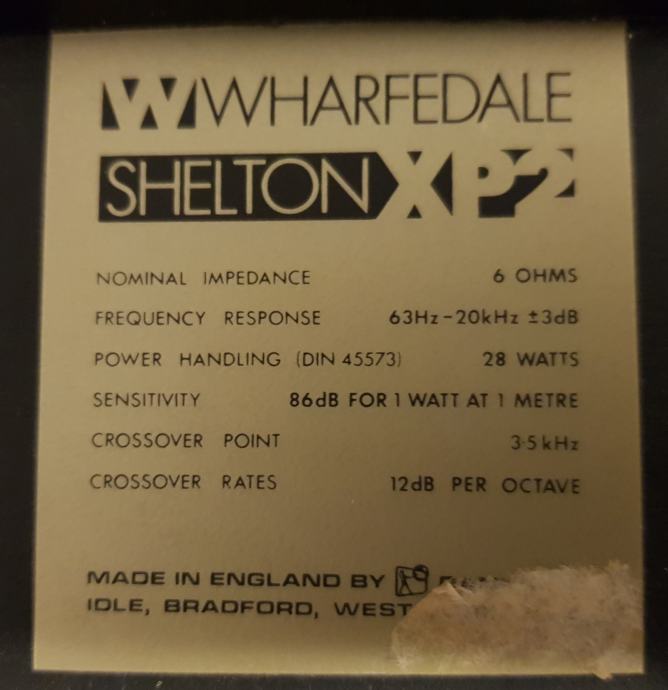 WHARFEDALE
SHELTON XP2
NOMINAL IMPEDANCE 6 OHMS
FREQUENCY RESPONSE 63Hz-20kHz ±3dB
POWER HANDLING (DIN 45573) 28 WATTS
SENSITIVITY 86dB FOR 1 WATT AT 1 METRE
CROSSOVER POINT 3·5kHz
CROSSOVER RATES 12dB PER OCTAVE
MADE IN ENGLAND BY
IDLE, BRADFORD, WEST